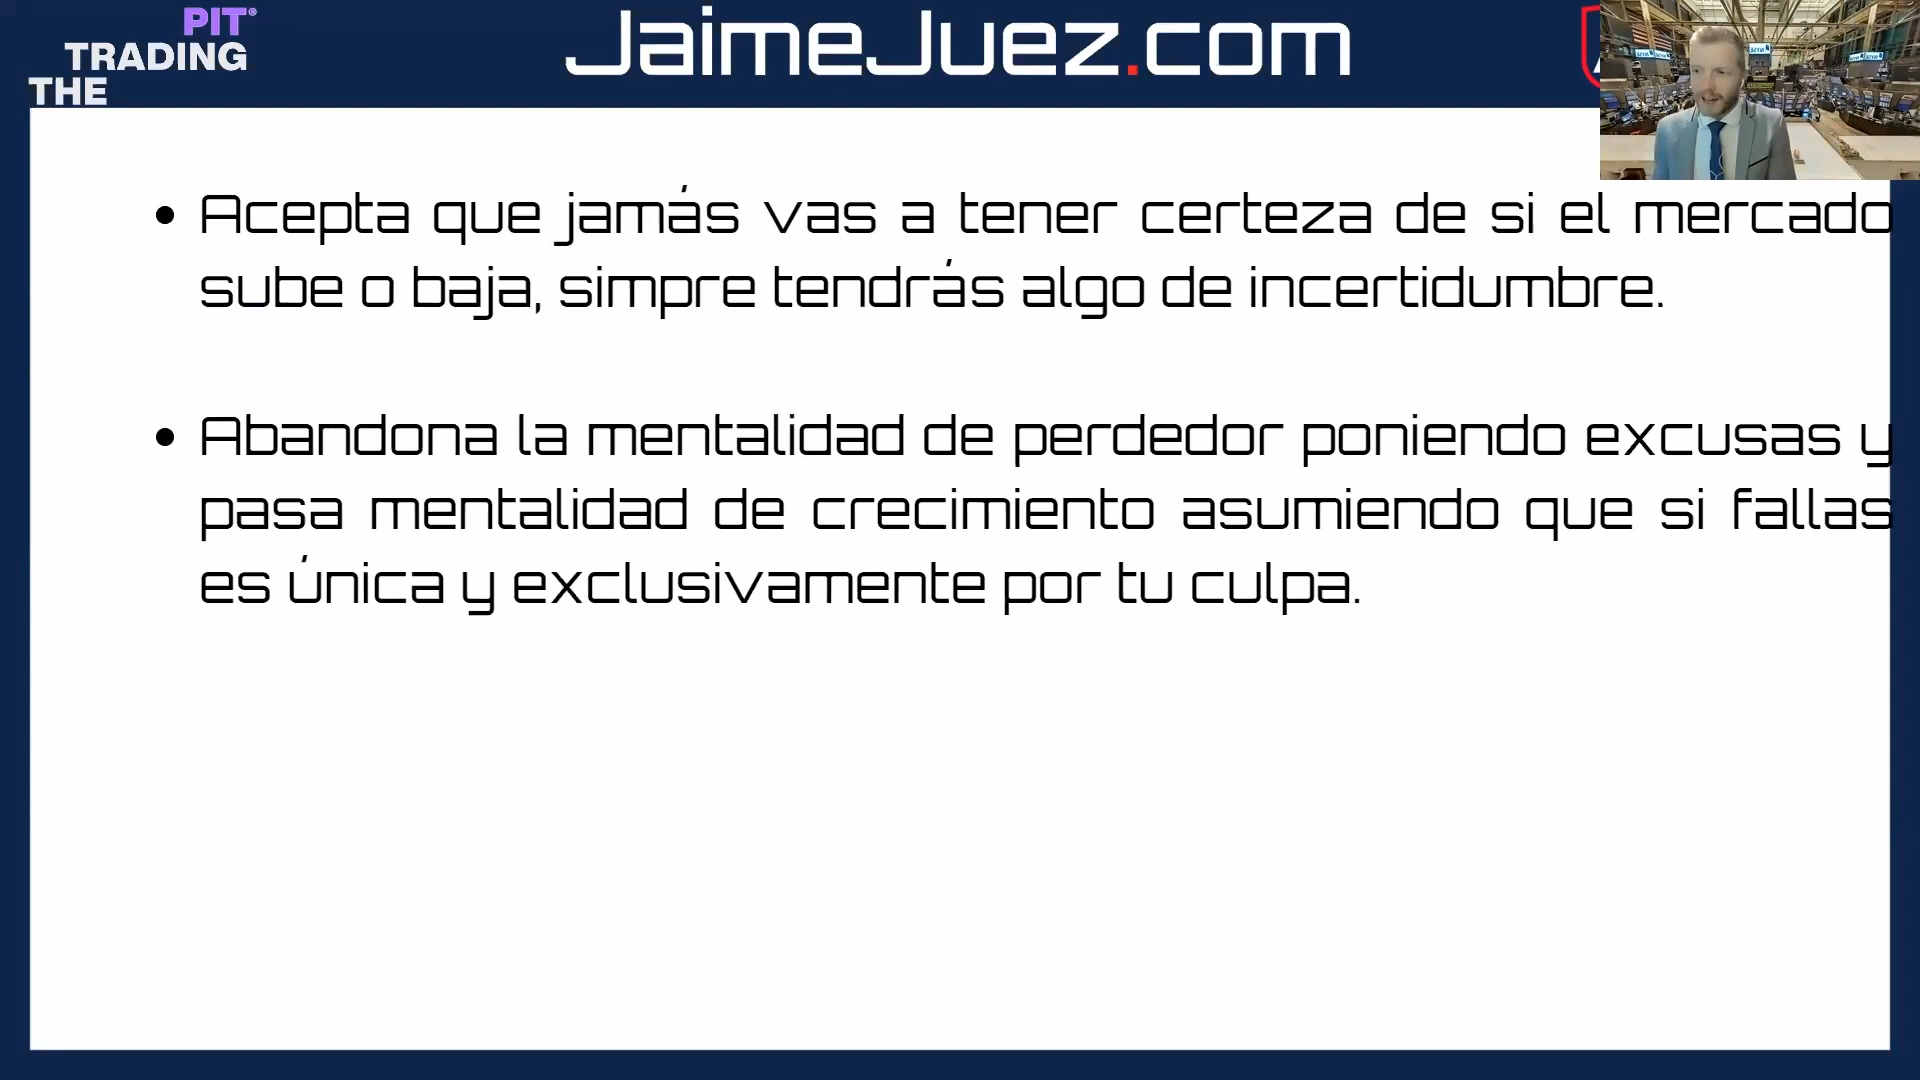 PIT®
TRADING
THE
JaimeJuez.com
• Acepta que jamás vas a tener certeza de si el mercado
sube o baja, simpre tendrás algo de incertidumbre.
• Abandona la mentalidad de perdedor poniendo excusas y
pasa mentalidad de crecimiento asumiendo que si fallas
es única y exclusivamente por tu culpa.